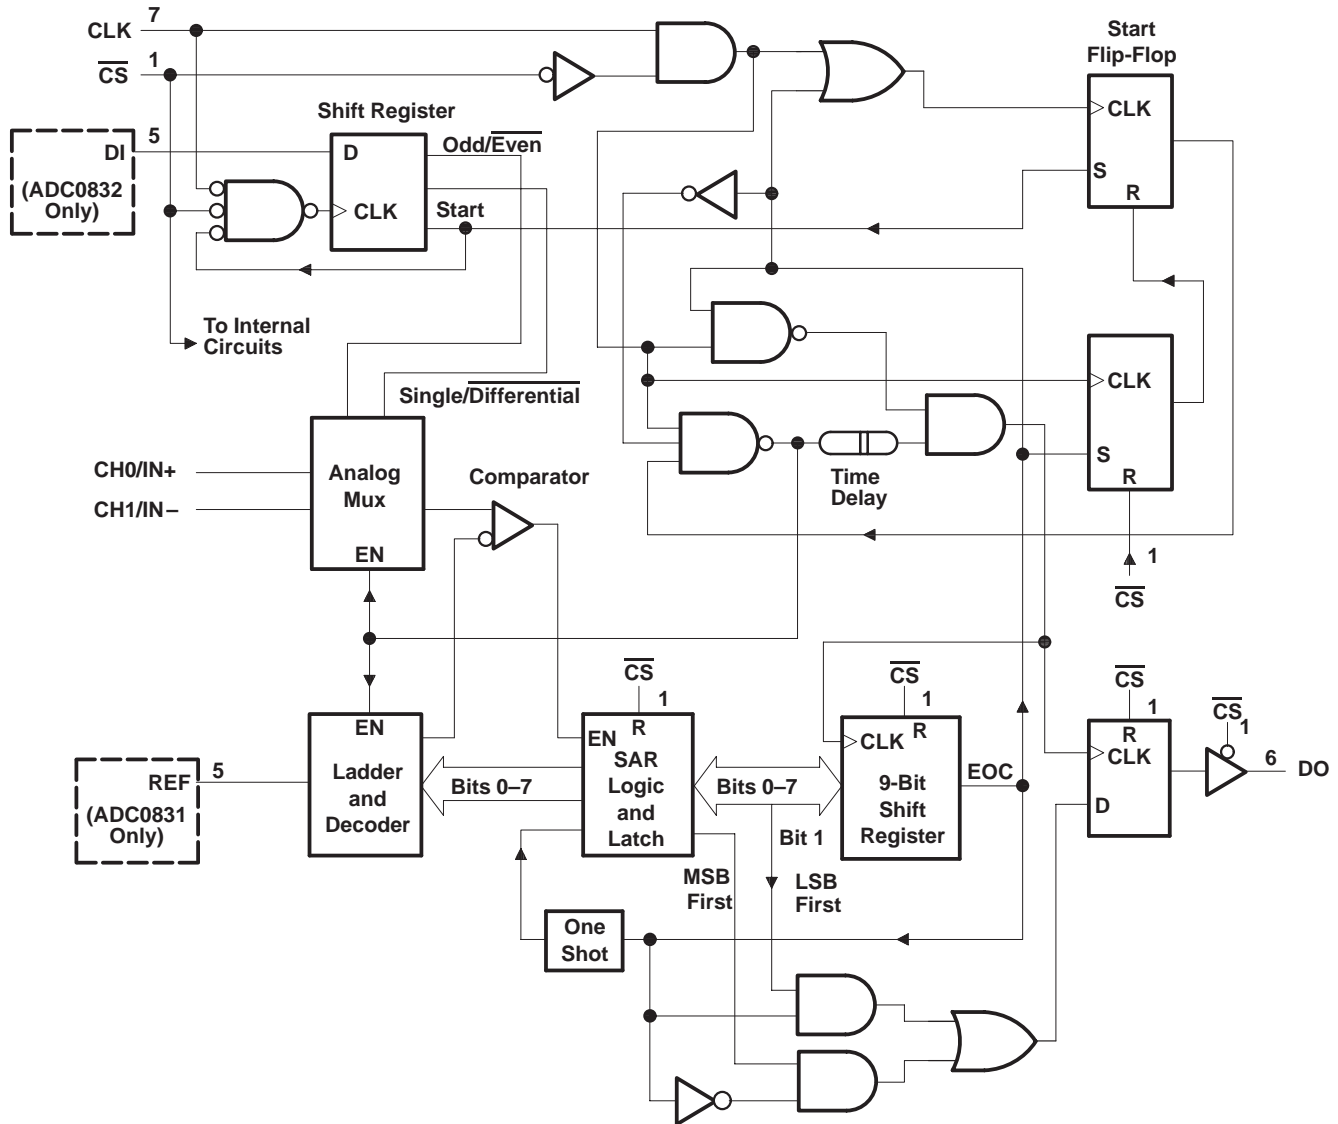 CLK 7
CS 1
Start
Flip-Flop
Shift Register
Odd/Even
DI 5
(ADC0832
Only)
D
CLK
Start
CLK
S
R
To Internal
Circuits
Single/Differential
CLK
S
R
CH0/IN+
CH1/IN–
Analog
Mux
EN
Comparator
Time
Delay
1
CS
CS
1
CS
1
CS
1
CS
1
EN
Ladder
and
Decoder
REF 5
(ADC0831
Only)
Bits 0–7
R
EN
SAR
Logic
and
Latch
Bits 0–7
Bit 1
R
CLK
9-Bit
Shift
Register
EOC
R
CLK
D
6 DO
MSB
First
LSB
First
One
Shot